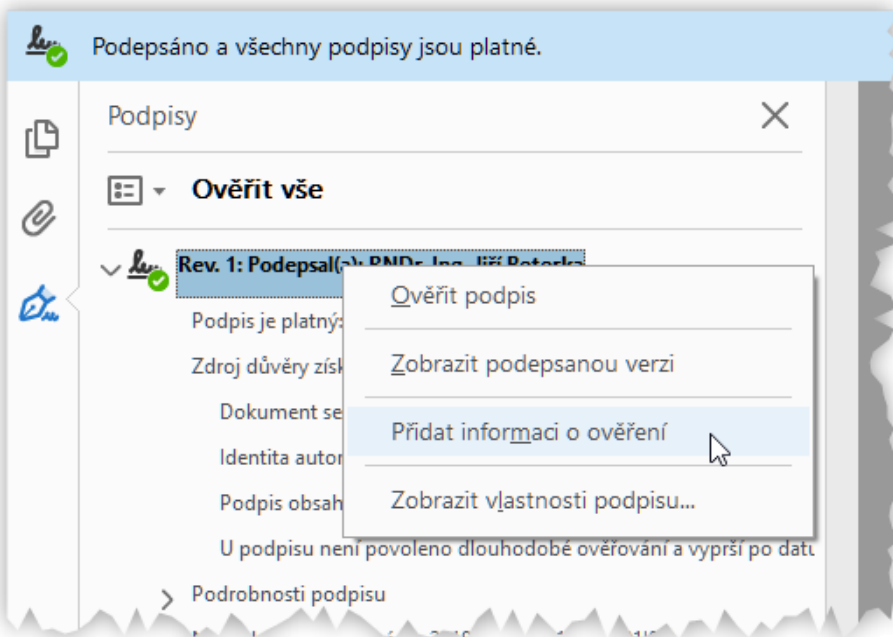 Podepsáno a všechny podpisy jsou platné.
Podpisy
Ověřit vše
Rev. 1: Podepsal(a): RNDr. Ing. Jiří Peterka
Ověřit podpis
Podpis je platný:
Zobrazit podepsanou verzi
Zdroj důvěry získ
Dokument se
Přidat informaci o ověření
Identita autor
Podpis obsah
Zobrazit vlastnosti podpisu...
U podpisu není povoleno dlouhodobé ověřování a vyprší po datu
Podrobnosti podpisu